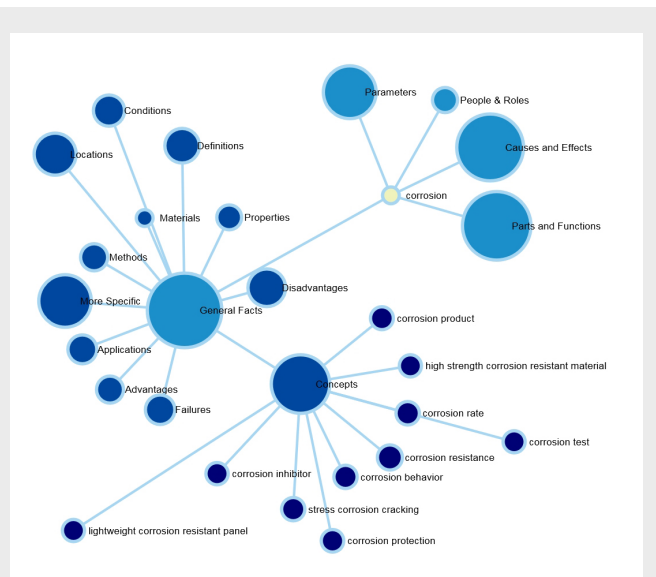 Parameters
People & Roles
Conditions
Causes and Effects
Definitions
Locations
corrosion
Materials
Properties
Parts and Functions
Methods
Disadvantages
More Specific
General Facts
corrosion product
Applications
high strength corrosion resistant material
Concepts
Advantages
Failures
corrosion rate
corrosion test
corrosion resistance
corrosion inhibitor
corrosion behavior
stress corrosion cracking
lightweight corrosion resistant panel
corrosion protection